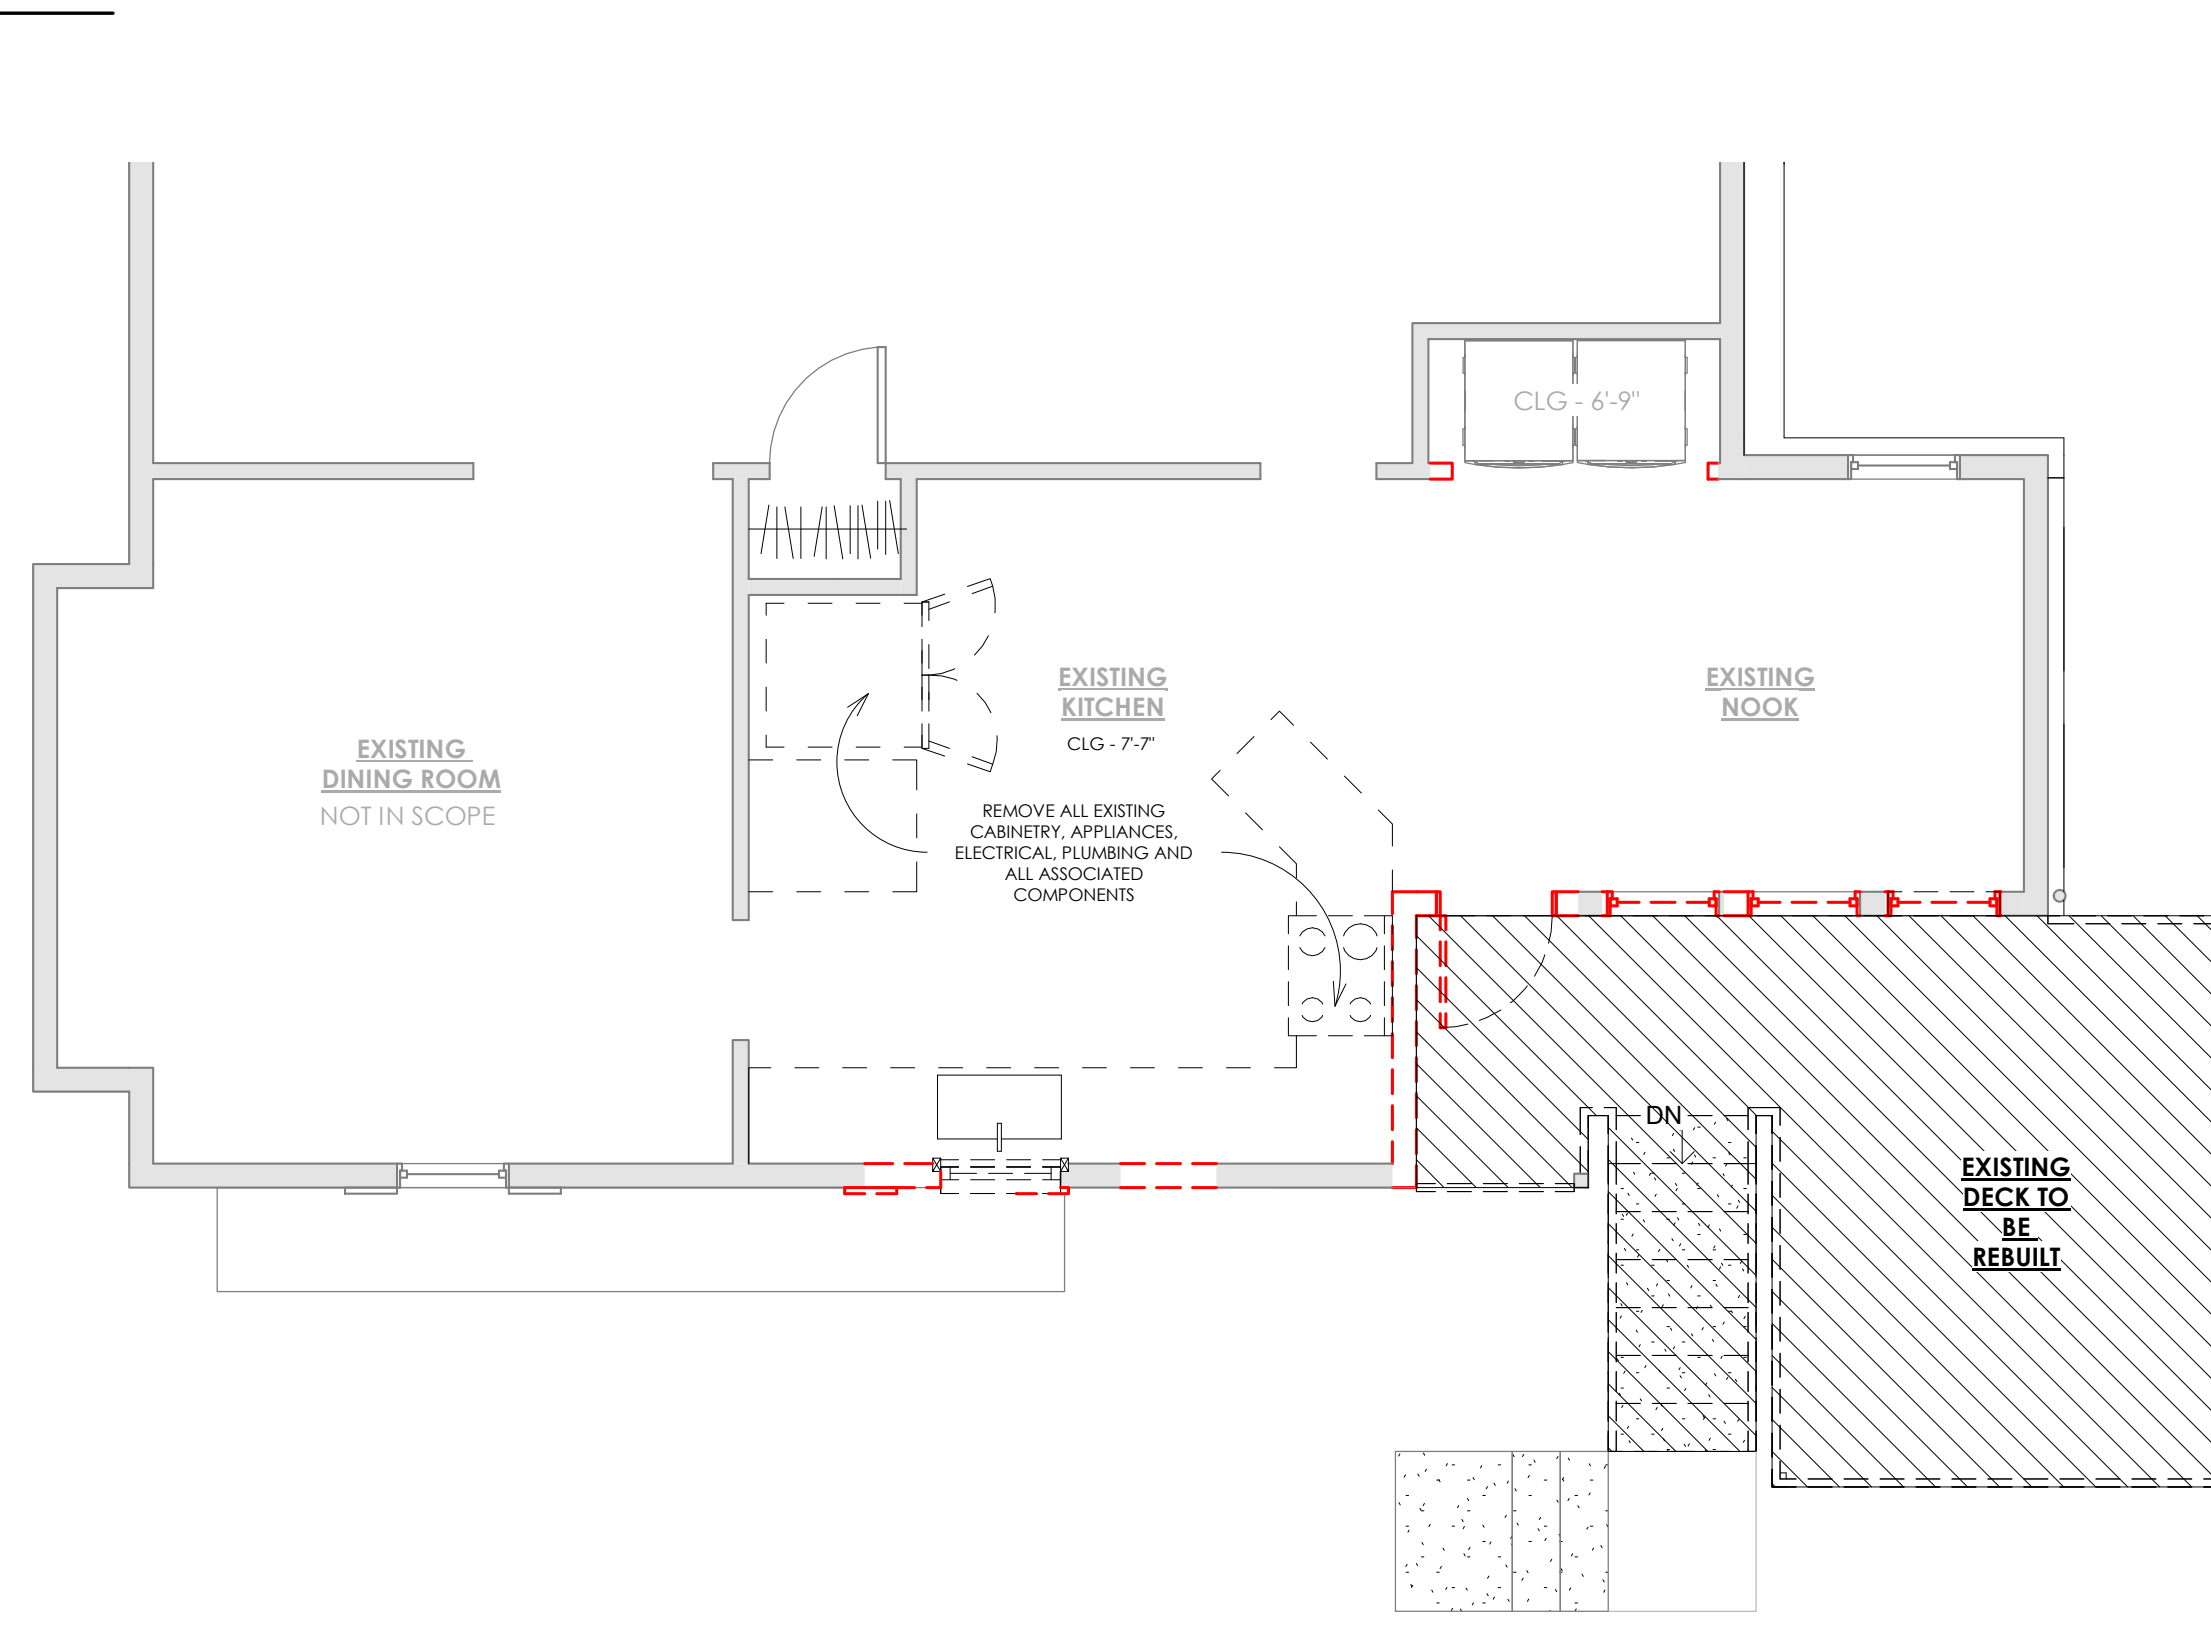 CLG - 6'-9"
EXISTING
KITCHEN
CLG - 7'-7"
EXISTING
NOOK
EXISTING
DINING ROOM
NOT IN SCOPE
REMOVE ALL EXISTING
CABINETRY, APPLIANCES,
ELECTRICAL, PLUMBING AND
ALL ASSOCIATED
COMPONENTS
DN
EXISTING
DECK TO
BE
REBUILT